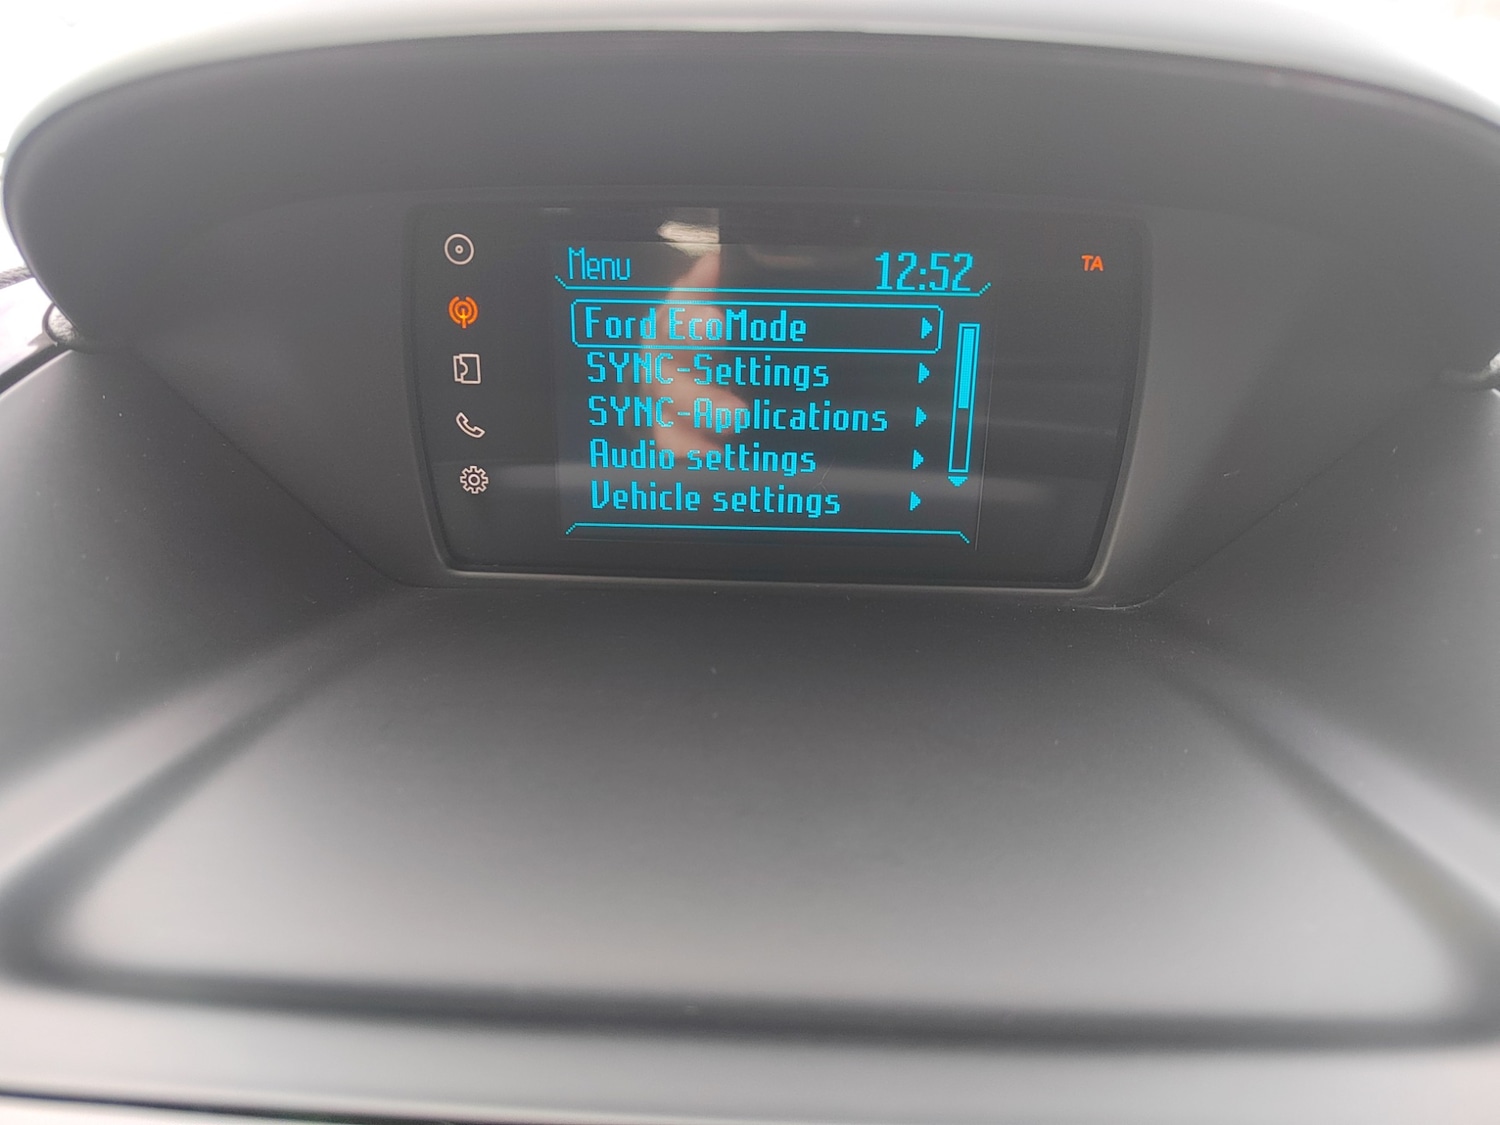 Menu 12:52
TA
Ford EcoMode
SYNC-Settings
SYNC-Applications
Audio settings
Vehicle settings